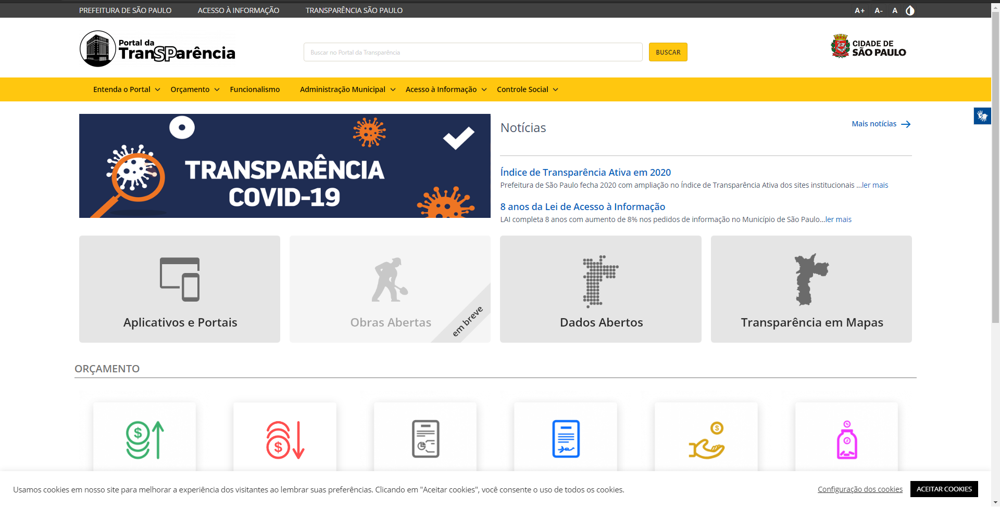 PREFEITURA DE SÃO PAULO
ACESSO À INFORMAÇÃO
TRANSPARÊNCIA SÃO PAULO
A+
A-
A
Portal da
TranSParência
Buscar no Portal da Transparência
BUSCAR
CIDADE DE
SÃO PAULO
Entenda o Portal
Orçamento
Funcionalismo
Administração Municipal
Acesso à Informação
Controle Social
TRANSPARÊNCIA
COVID-19
Notícias
Mais notícias
Índice de Transparência Ativa em 2020
Prefeitura de São Paulo fecha 2020 com ampliação no Índice de Transparência Ativa dos sites institucionais ...ler mais
8 anos da Lei de Acesso à Informação
LAI completa 8 anos com aumento de 8% nos pedidos de informação no Município de São Paulo...ler mais
Aplicativos e Portais
Obras Abertas
em breve
Dados Abertos
Transparência em Mapas
ORÇAMENTO
$
$
$
Usamos cookies em nosso site para melhorar a experiência dos visitantes ao lembrar suas preferências. Clicando em "Aceitar cookies", você consente o uso de todos os cookies.
Configuração dos cookies
ACEITAR COOKIES